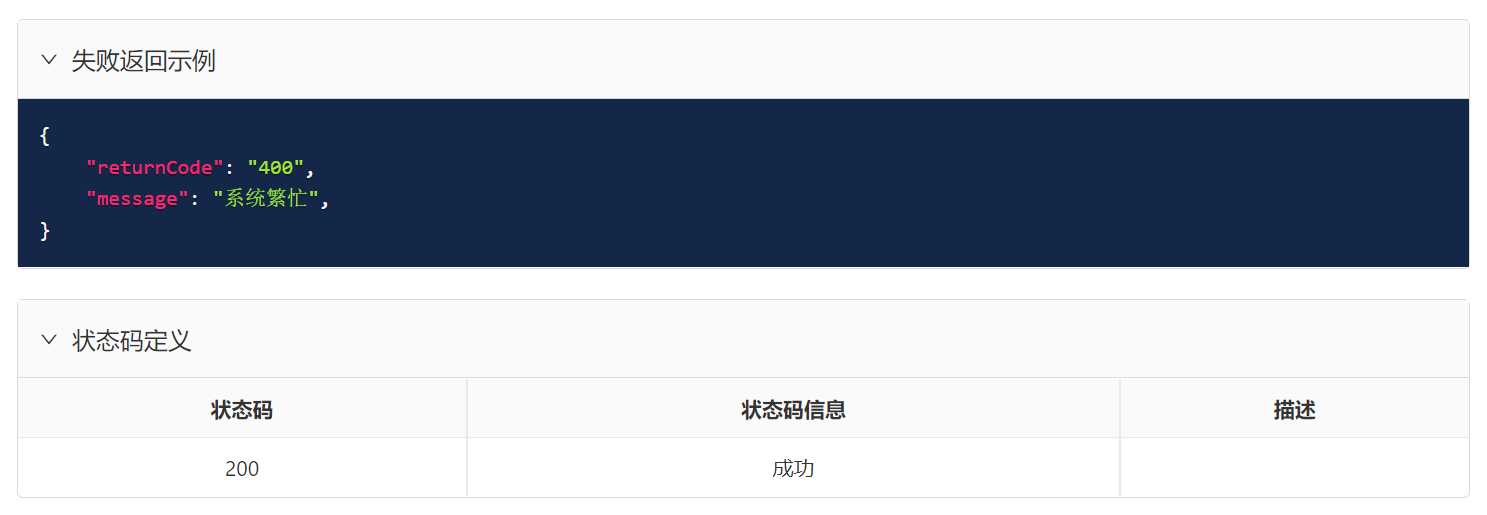 失败返回示例
{
"returnCode": "400",
"message": "系统繁忙",
}
状态码定义
状态码 状态码信息 描述
200 成功